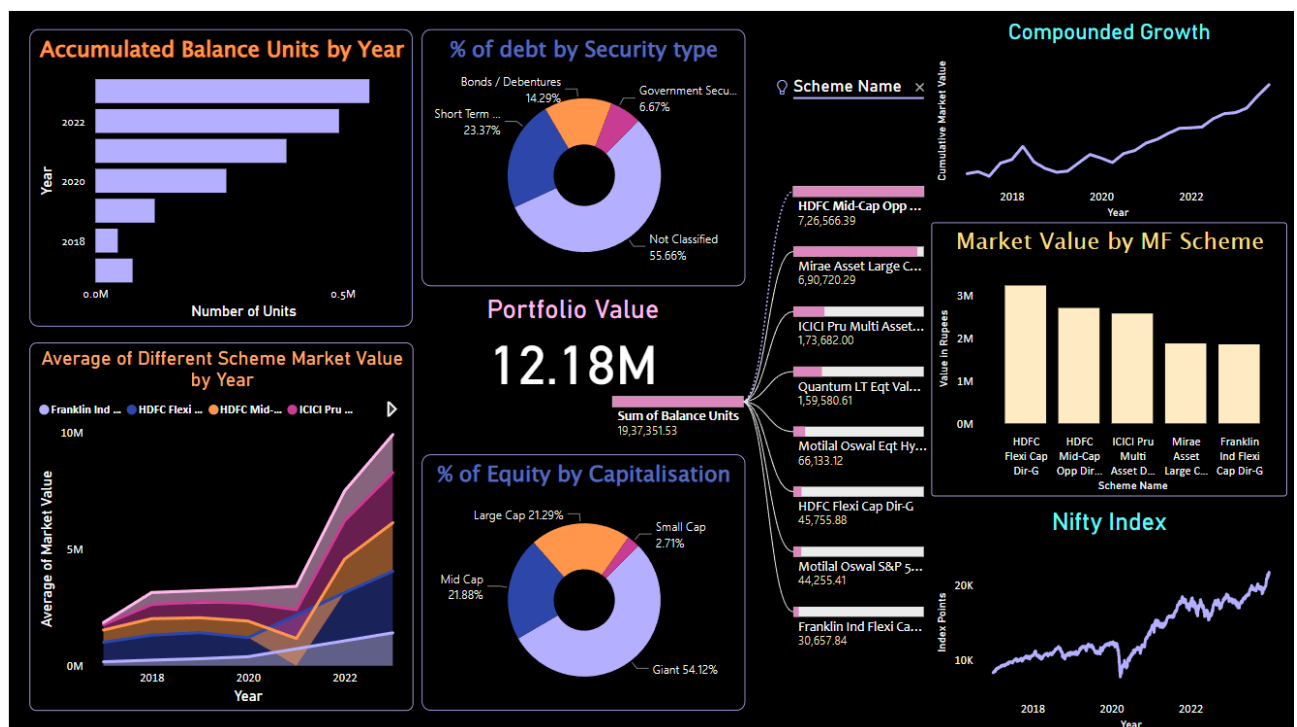 Accumulated Balance Units by Year
Year
2022
2020
2018
0.0M
0.5M
Number of Units
% of debt by Security type
Bonds / Debentures
14.29%
Government Secu...
6.67%
Short Term ...
23.37%
Not Classified
55.66%
Portfolio Value
12.18M
Scheme Name
Sum of Balance Units
19,37,351.53
HDFC Mid-Cap Opp ...
7,26,566.39
Mirae Asset Large C...
6,90,720.29
ICICI Pru Multi Asset...
1,73,682.00
Quantum LT Eqt Val...
1,59,580.61
Motilal Oswal Eqt Hy...
66,133.12
HDFC Flexi Cap Dir-G
45,755.88
Motilal Oswal S&P 5...
44,255.41
Franklin Ind Flexi Ca...
30,657.84
Compounded Growth
Cumulative Market Value
2018
2020
2022
Year
Market Value by MF Scheme
Value in Rupees
3M
2M
1M
0M
HDFC
Flexi Cap
Dir-G
HDFC
Mid-Cap
Opp Dir...
ICICI Pru
Multi
Asset D...
Mirae
Asset
Large C...
Franklin
Ind Flexi
Cap Dir-G
Scheme Name
Average of Different Scheme Market Value
by Year
Franklin Ind ...
HDFC Flexi ...
HDFC Mid-...
ICICI Pru ...
Average of Market Value
10M
5M
0M
2018
2020
2022
Year
% of Equity by Capitalisation
Large Cap 21.29%
Small Cap
2.71%
Mid Cap
21.88%
Giant 54.12%
Nifty Index
Index Points
20K
10K
2018
2020
2022
Year